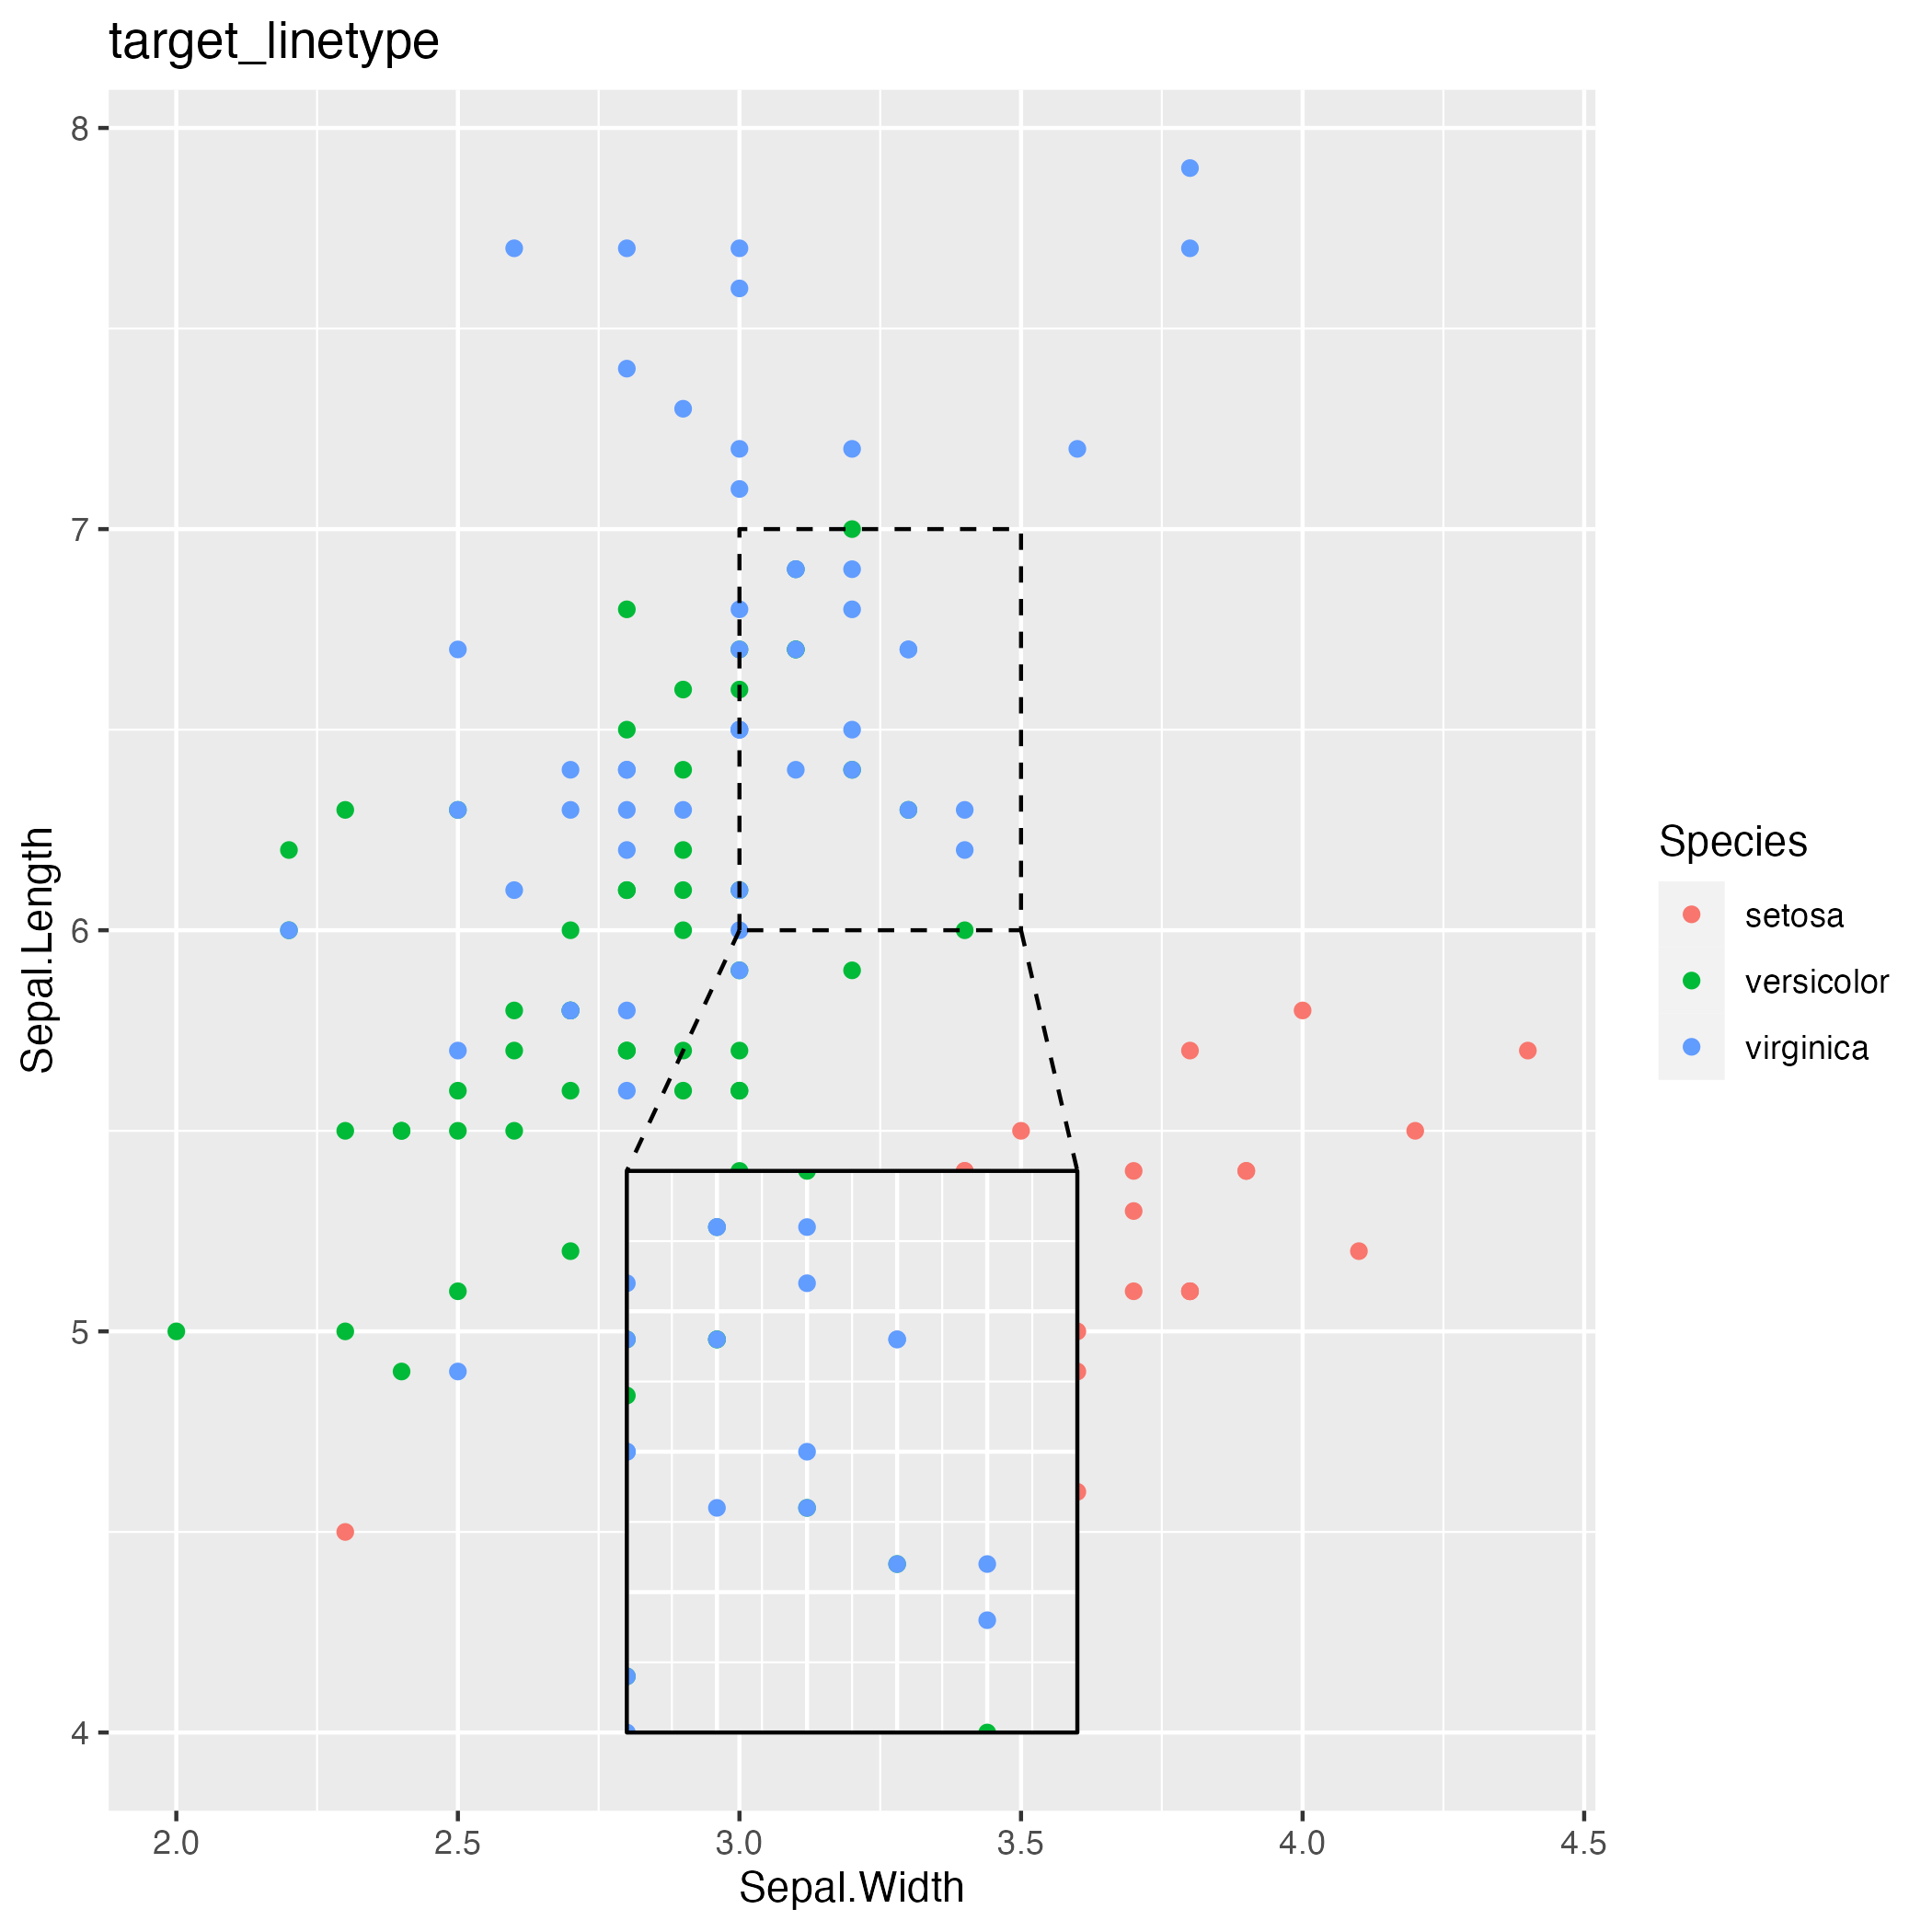 target_linetype
8
7
6
5
4
Sepal.Length
2.0 2.5 3.0 3.5 4.0 4.5
Sepal.Width
Species
setosa
versicolor
virginica